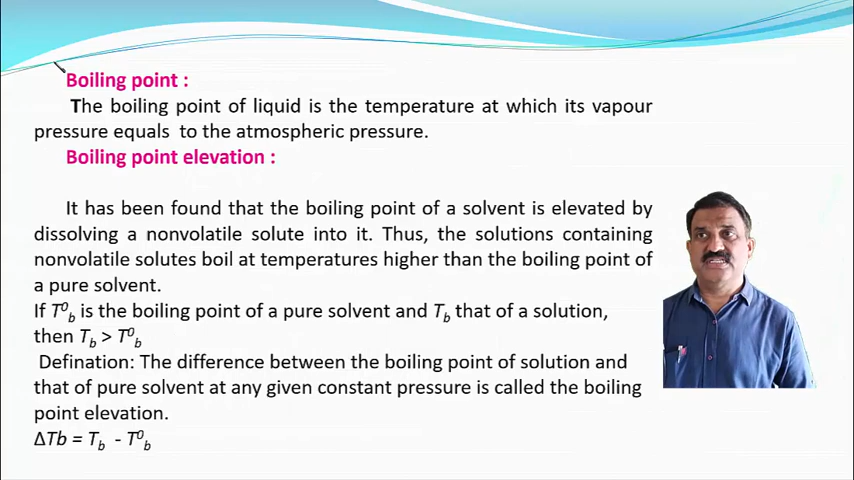 Boiling point :
The boiling point of liquid is the temperature at which its vapour
pressure equals to the atmospheric pressure.
Boiling point elevation :
It has been found that the boiling point of a solvent is elevated by
dissolving a nonvolatile solute into it. Thus, the solutions containing
nonvolatile solutes boil at temperatures higher than the boiling point of
a pure solvent.
If T⁰b is the boiling point of a pure solvent and Tb that of a solution,
then Tb > T⁰b
Defination: The difference between the boiling point of solution and
that of pure solvent at any given constant pressure is called the boiling
point elevation.
ΔTb = Tb - T⁰b